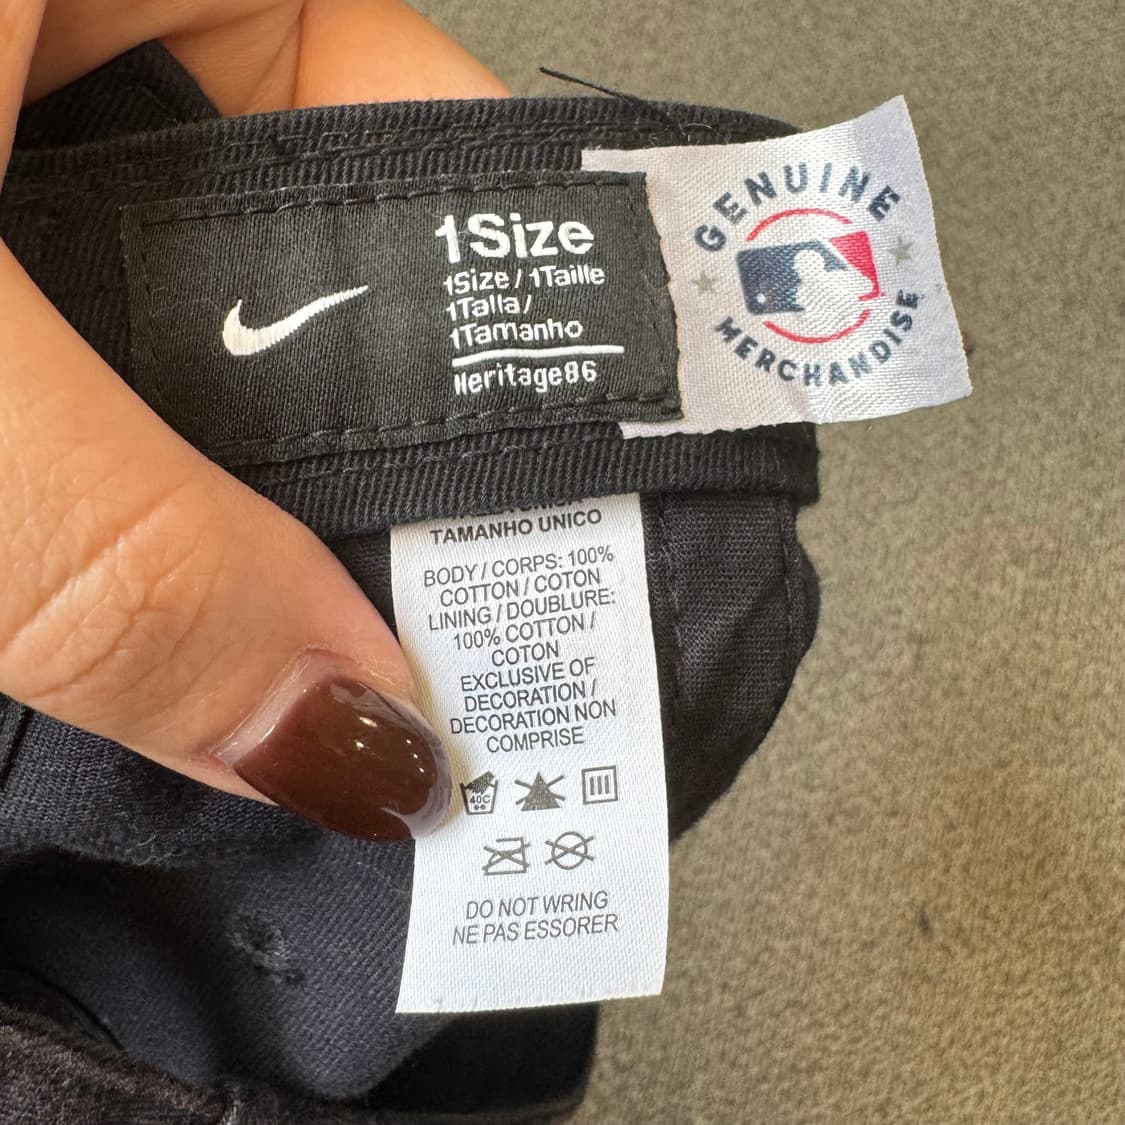 1Size
1Size / 1Taille
1Talla /
1Tamanho
Heritage86
GENUINE
MERCHANDISE
TAMANHO UNICO
BODY / CORPS: 100%
COTTON / COTON
LINING / DOUBLURE:
100% COTTON /
COTON
EXCLUSIVE OF
DECORATION /
DECORATION NON
COMPRISE
40C
DO NOT WRING
NE PAS ESSORER